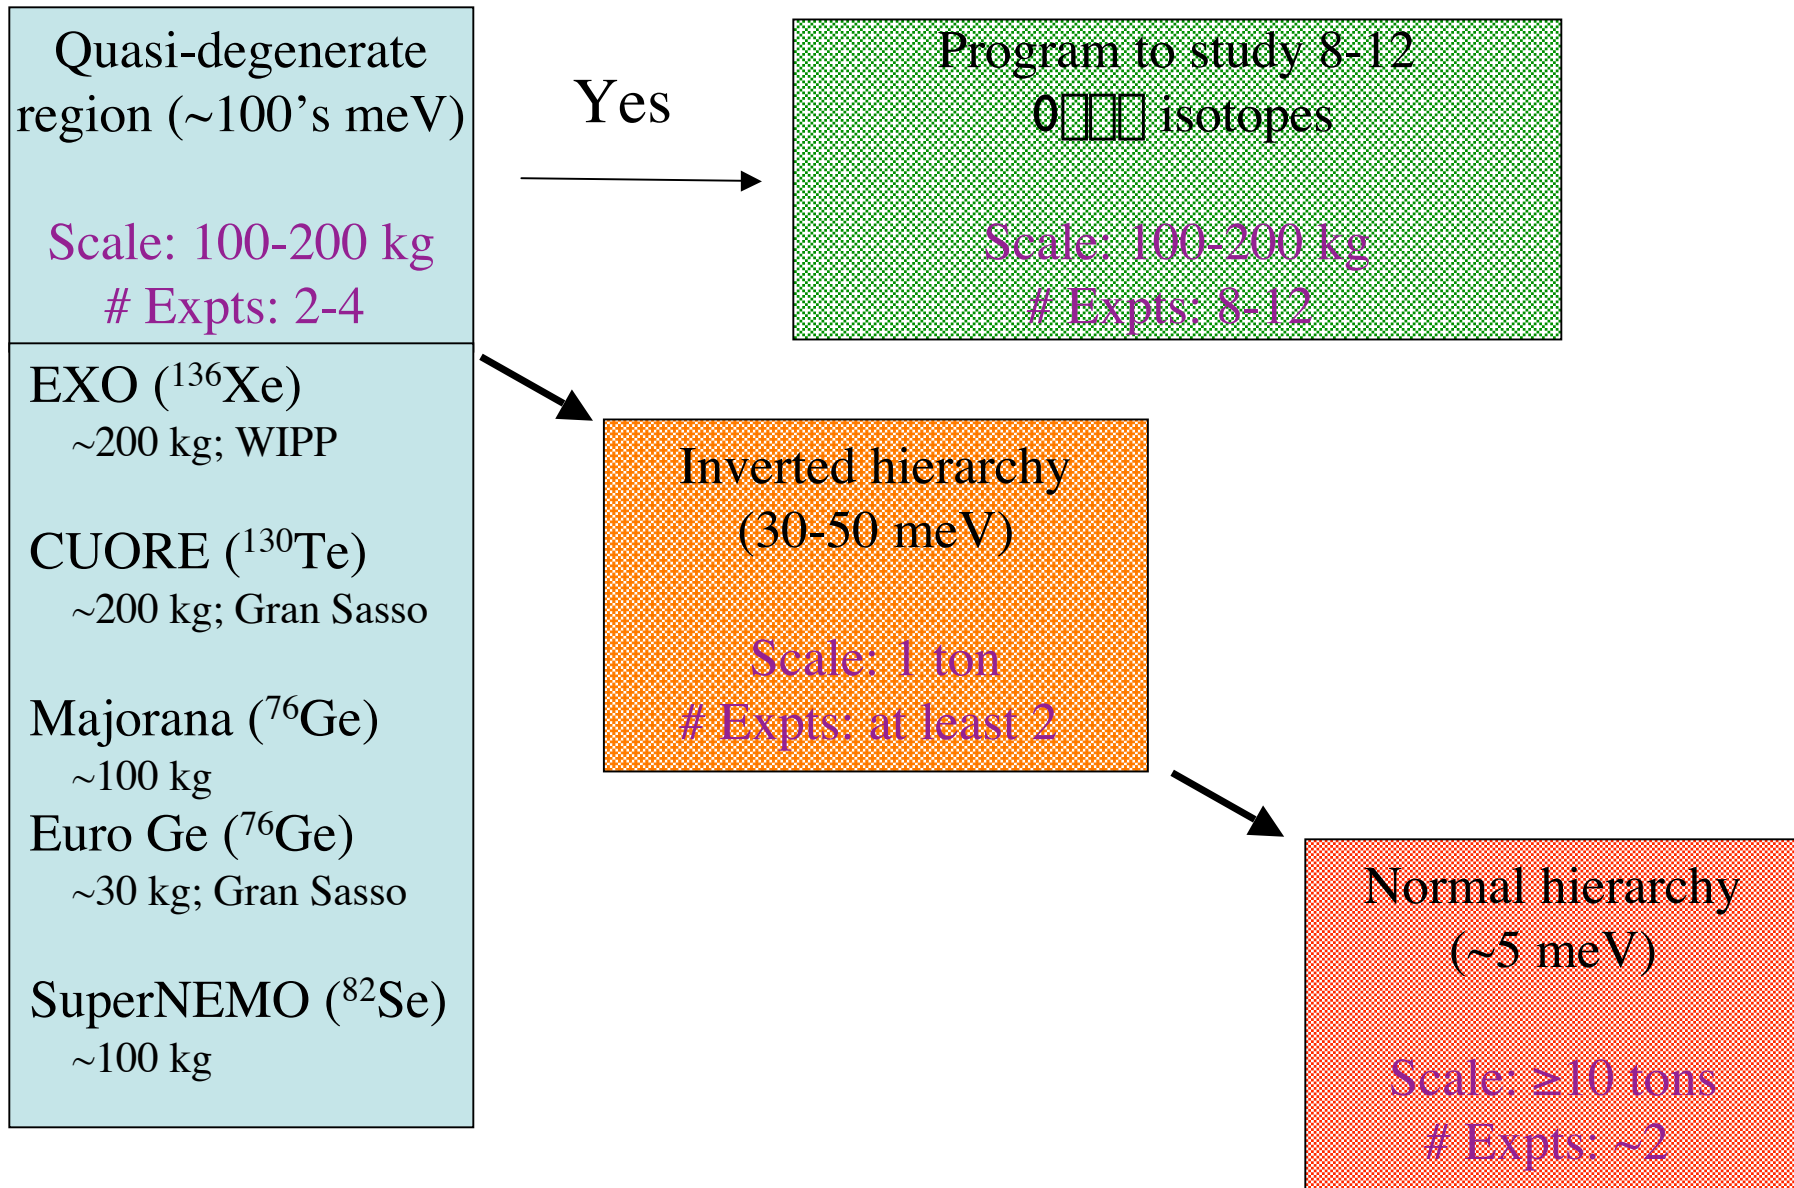 Quasi-degenerate
region (~100’s meV)
Scale: 100-200 kg
# Expts: 2-4
EXO (¹³⁶Xe)
~200 kg; WIPP
CUORE (¹³⁰Te)
~200 kg; Gran Sasso
Majorana (⁷⁶Ge)
~100 kg
Euro Ge (⁷⁶Ge)
~30 kg; Gran Sasso
SuperNEMO (⁸²Se)
~100 kg
Yes
Program to study 8-12
0□□□ isotopes
Scale: 100-200 kg
# Expts: 8-12
Inverted hierarchy
(30-50 meV)
Scale: 1 ton
# Expts: at least 2
Normal hierarchy
(~5 meV)
Scale: ≥10 tons
# Expts: ~2